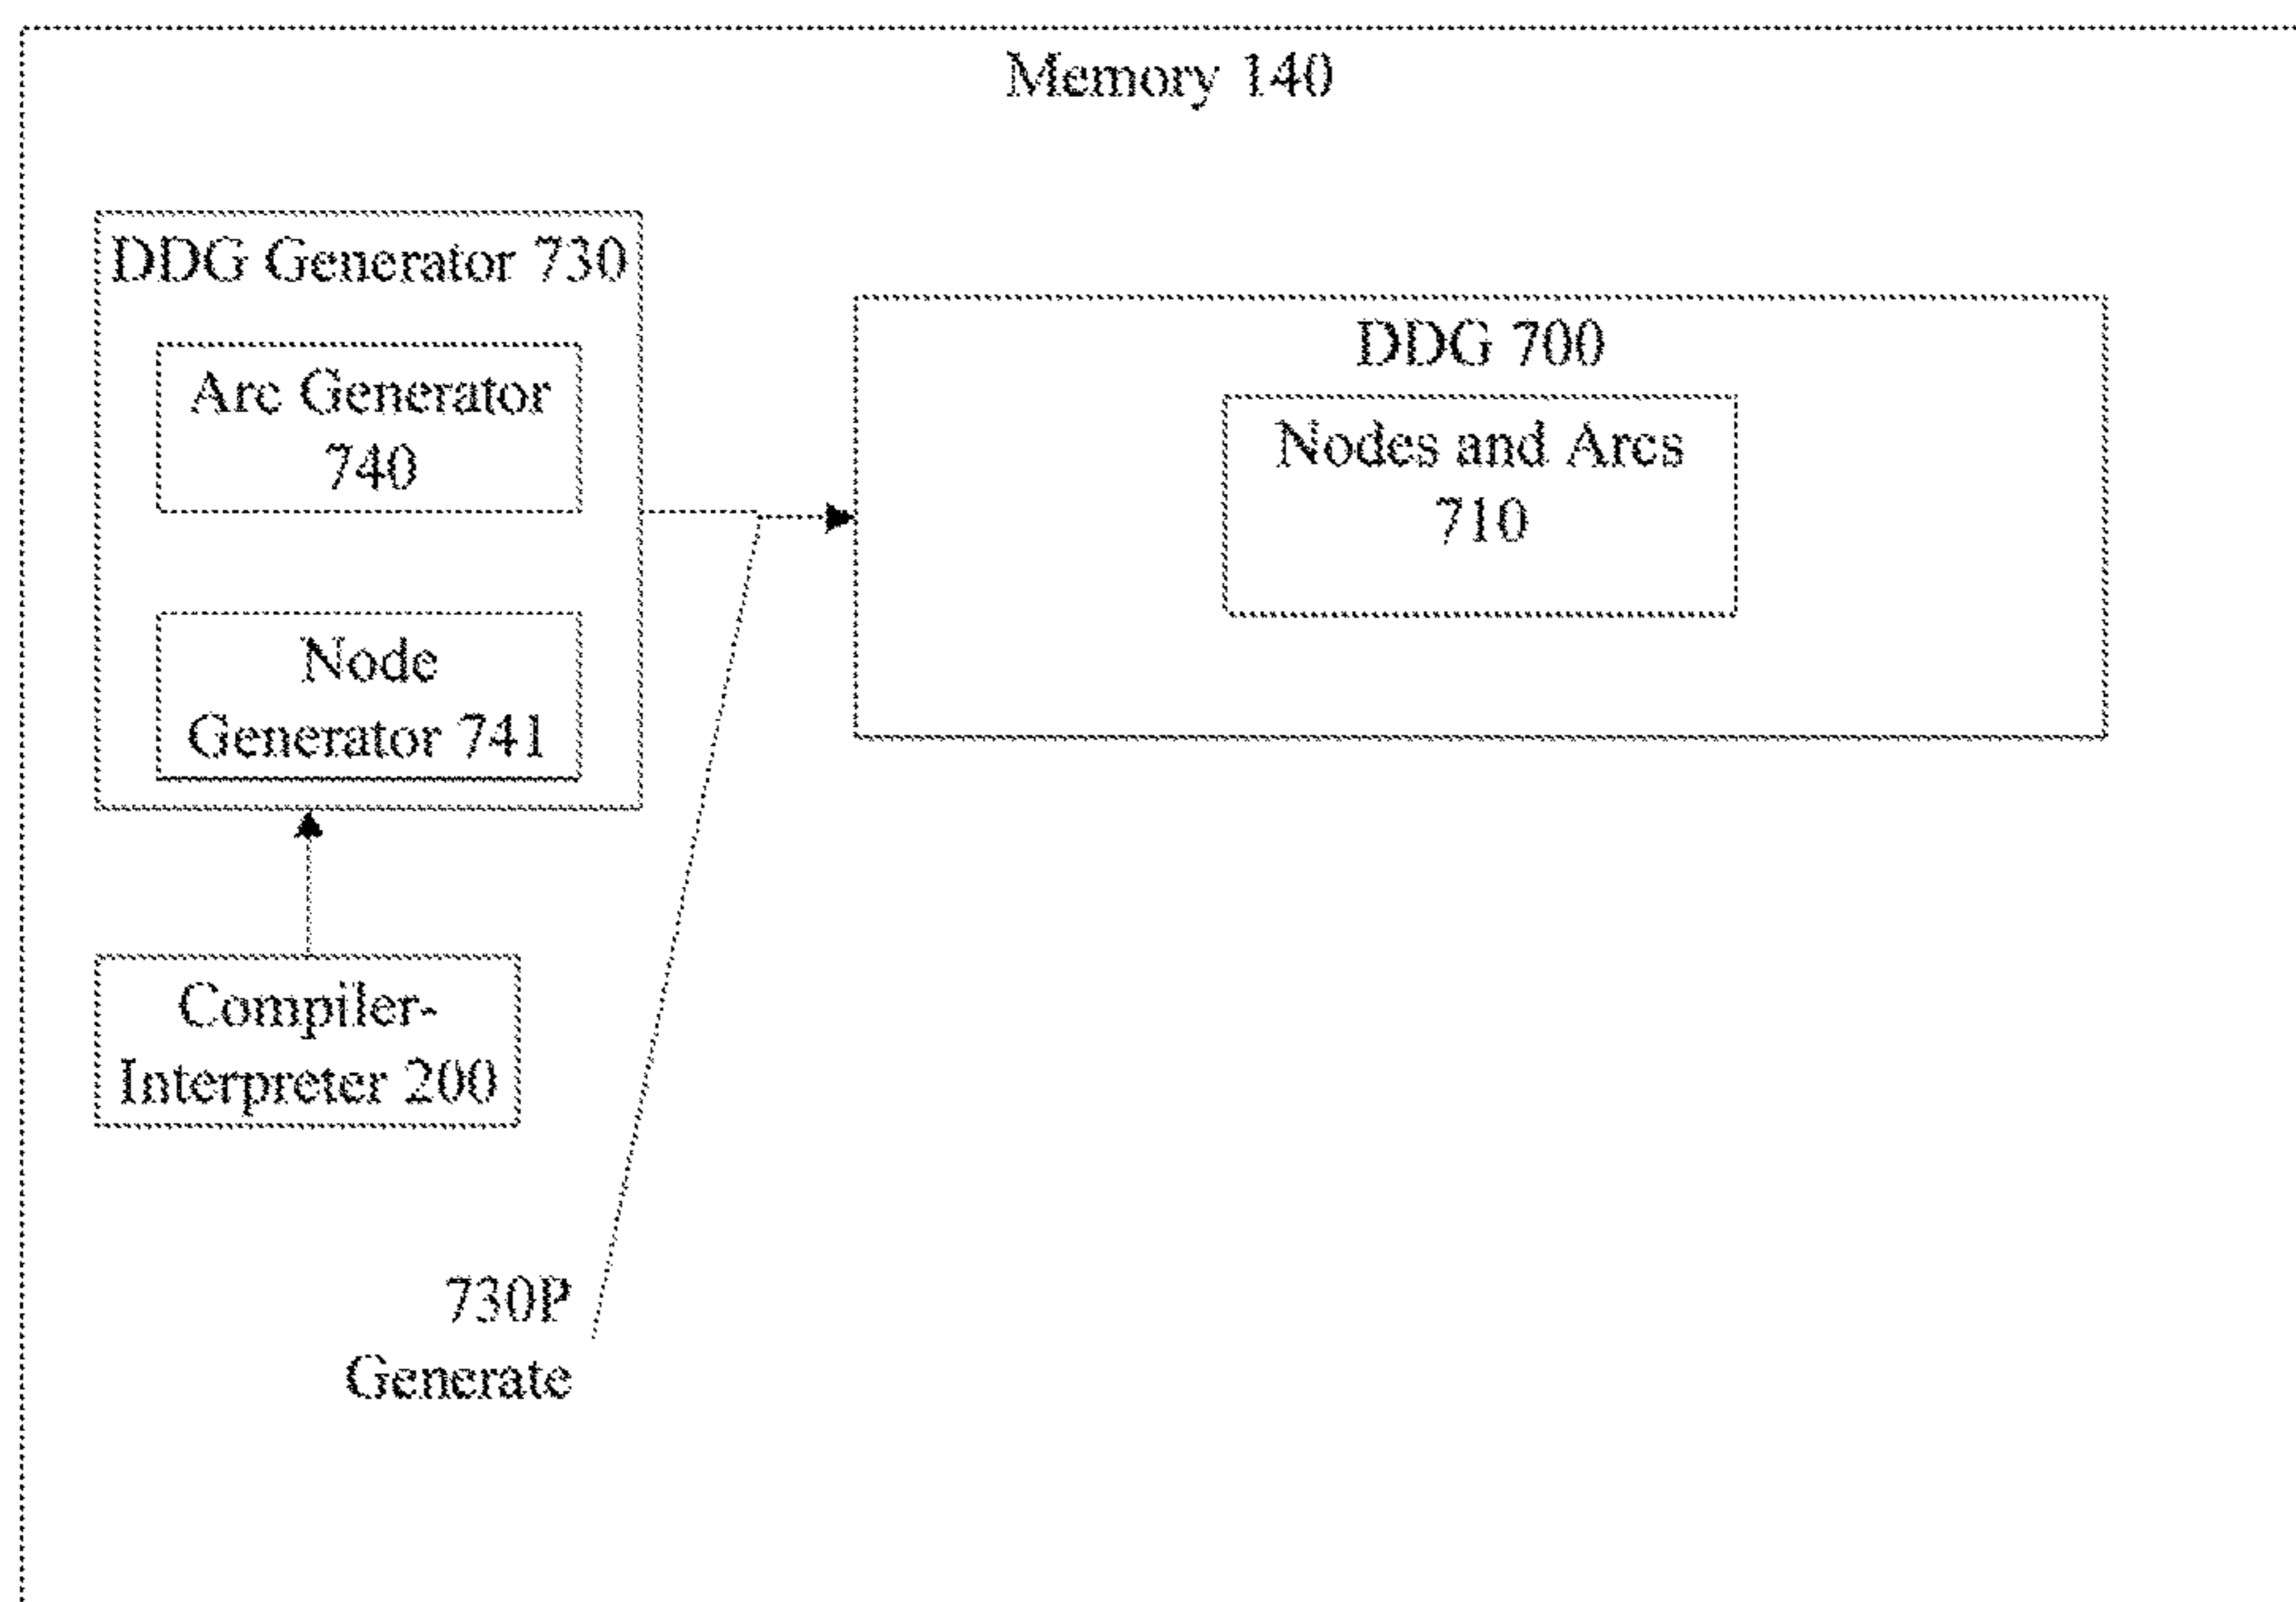 Memory 140
DDG Generator 730
Arc Generator
740
Node
Generator 741
DDG 700
Nodes and Arcs
710
Compiler-
Interpreter 200
730P
Generate